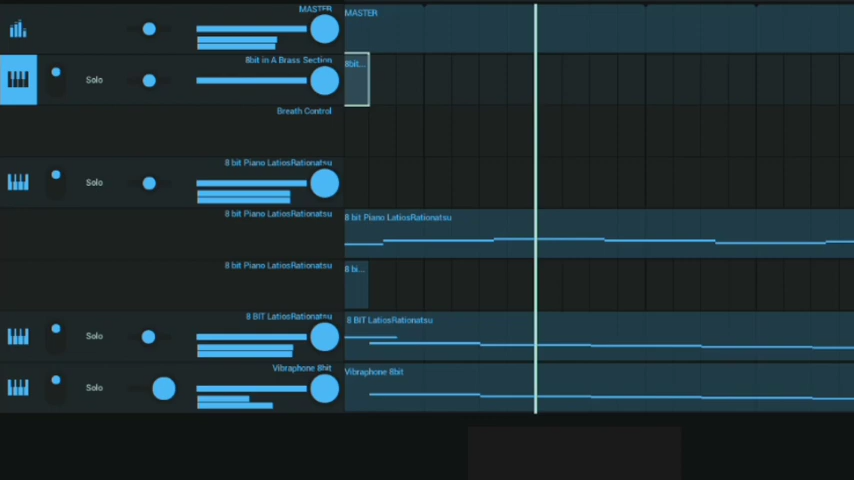 MASTER
MASTER
8bit in A Brass Section
8bit...
Solo
Breath Control
8 bit Piano LatiosRationatsu
Solo
8 bit Piano LatiosRationatsu
8 bit Piano LatiosRationatsu
8 bit Piano LatiosRationatsu
8 bi...
8 BIT LatiosRationatsu
8 BIT LatiosRationatsu
Solo
Vibraphone 8bit
Vibraphone 8bit
Solo